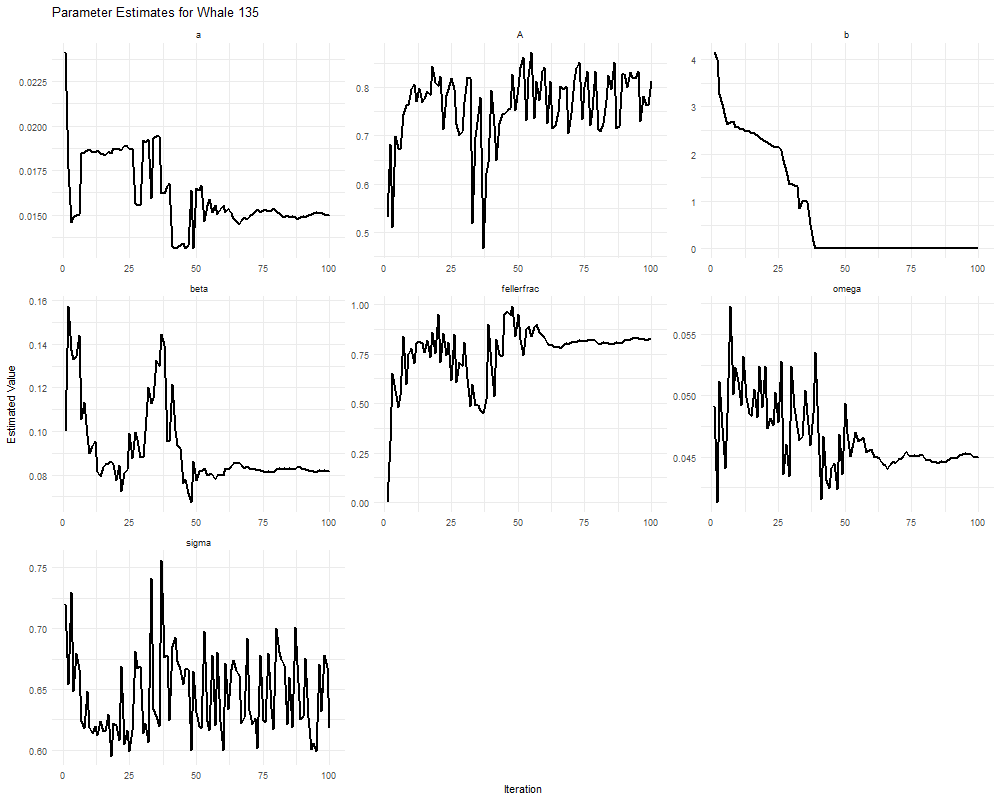 Parameter Estimates for Whale 135
a
A
b
0.0225
0.0200
0.0175
0.0150
0.8
0.7
0.6
0.5
4
3
2
1
0
0 25 50 75 100
0 25 50 75 100
0 25 50 75 100
beta
fellerfrac
omega
0.16
0.14
0.12
0.10
0.08
1.00
0.75
0.50
0.25
0.00
0.055
0.050
0.045
0 25 50 75 100
0 25 50 75 100
0 25 50 75 100
sigma
0.75
0.70
0.65
0.60
0 25 50 75 100
Estimated Value
Iteration